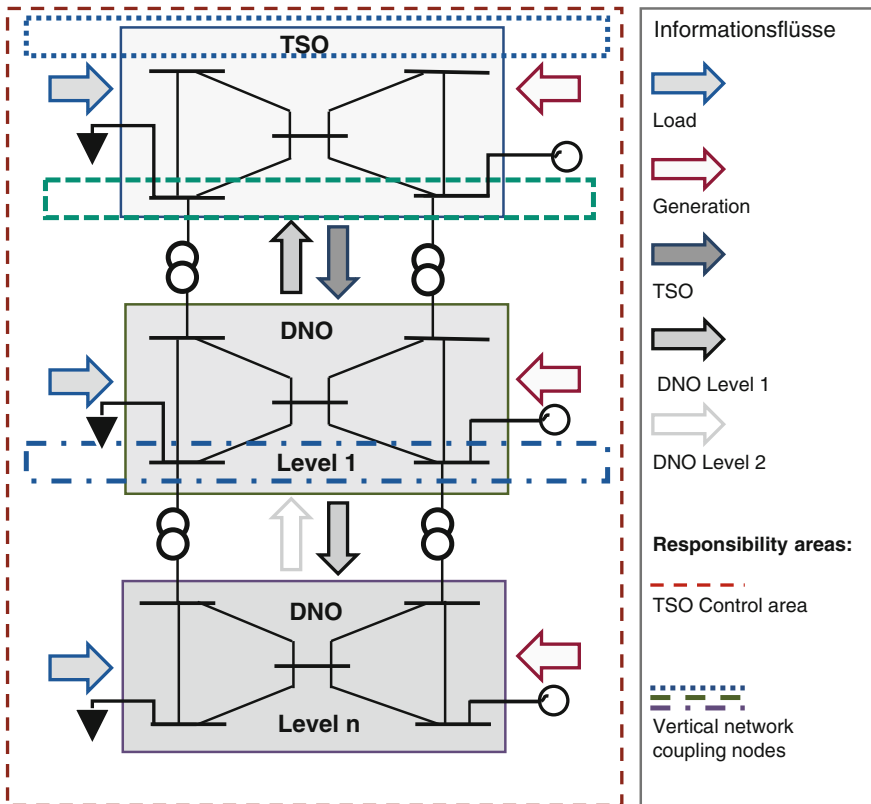 TSO
DNO
Level 1
DNO
Level n
Informationsflüsse
Load
Generation
TSO
DNO Level 1
DNO Level 2
Responsibility areas:
TSO Control area
Vertical network
coupling nodes